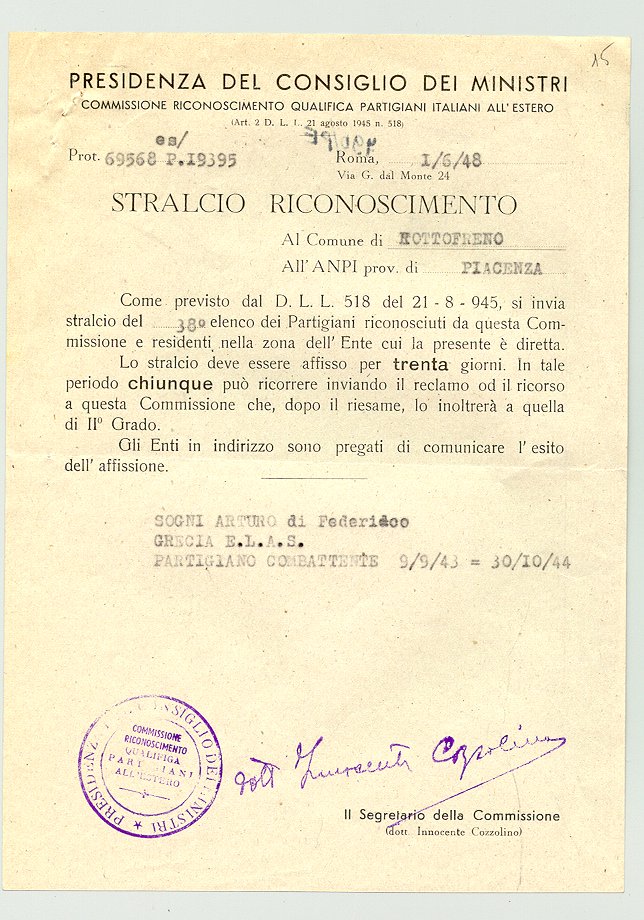 15
PRESIDENZA DEL CONSIGLIO DEI MINISTRI
COMMISSIONE RICONOSCIMENTO QUALIFICA PARTIGIANI ITALIANI ALL'ESTERO
(Art. 2 D. L. L. 21 agosto 1945 n. 518)
es/
Prot. 69568 P.I9395 Roma, I/6/48
Via G. dal Monte 24
STRALCIO RICONOSCIMENTO
Al Comune di ROTTOFRENO
All'ANPI prov. di PIACENZA
Come previsto dal D. L. L. 518 del 21 - 8 - 945, si invia
stralcio del 38º elenco dei Partigiani riconosciuti da questa Com-
missione e residenti nella zona dell'Ente cui la presente è diretta.
Lo stralcio deve essere affisso per trenta giorni. In tale
periodo chiunque può ricorrere inviando il reclamo od il ricorso
a questa Commissione che, dopo il riesame, lo inoltrerà a quella
di IIº Grado.
Gli Enti in indirizzo sono pregati di comunicare l'esito
dell'affissione.
SOGNI ARTURO di Federico
GRECIA E.L.A.S.
PARTIGIANO COMBATTENTE 9/9/43 = 30/10/44
PRESIDENZA DEL CONSIGLIO DEI MINISTRI
COMMISSIONE
RICONOSCIMENTO
QUALIFIGA
PARTIGIANI
ALL'ESTERO
dott Innocente Cozzolino
Il Segretario della Commissione
(dott. Innocente Cozzolino)